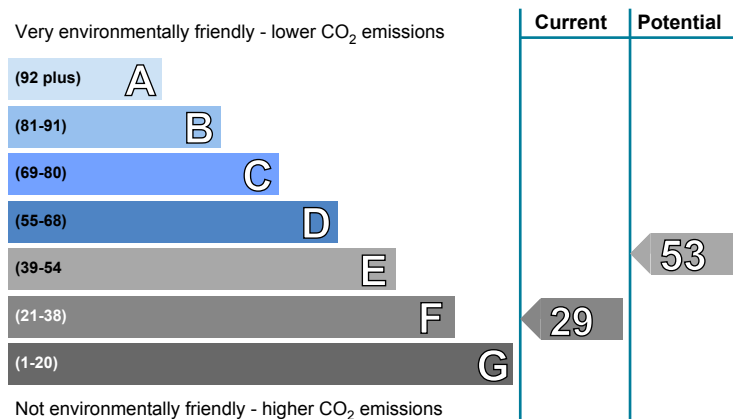 Current Potential
Very environmentally friendly - lower CO₂ emissions
(92 plus) A
(81-91) B
(69-80) C
(55-68) D
(39-54 E
53
(21-38) F
29
(1-20) G
Not environmentally friendly - higher CO₂ emissions